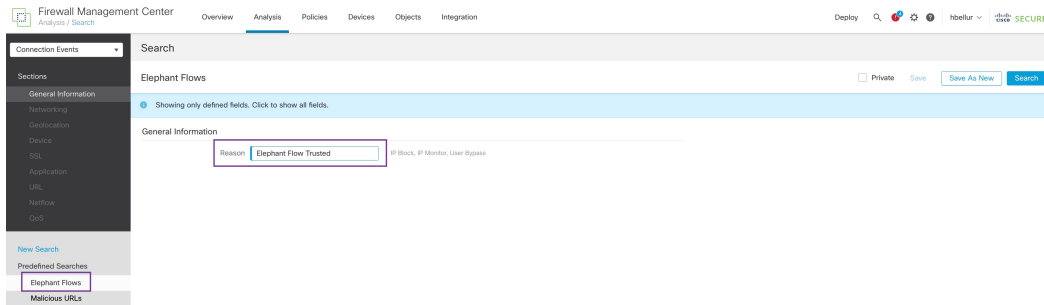 Firewall Management Center
Analysis / Search
Overview Analysis Policies Devices Objects Integration
Deploy hbellur cisco SECURE
Connection Events
Search
Sections
General Information
Networking
Geolocation
Device
SSL
Application
URL
Netflow
QoS
New Search
Predefined Searches
Elephant Flows
Malicious URLs
Elephant Flows
Private Save Save As New Search
Showing only defined fields. Click to show all fields.
General Information
Reason Elephant Flow Trusted IP Block, IP Monitor, User Bypass